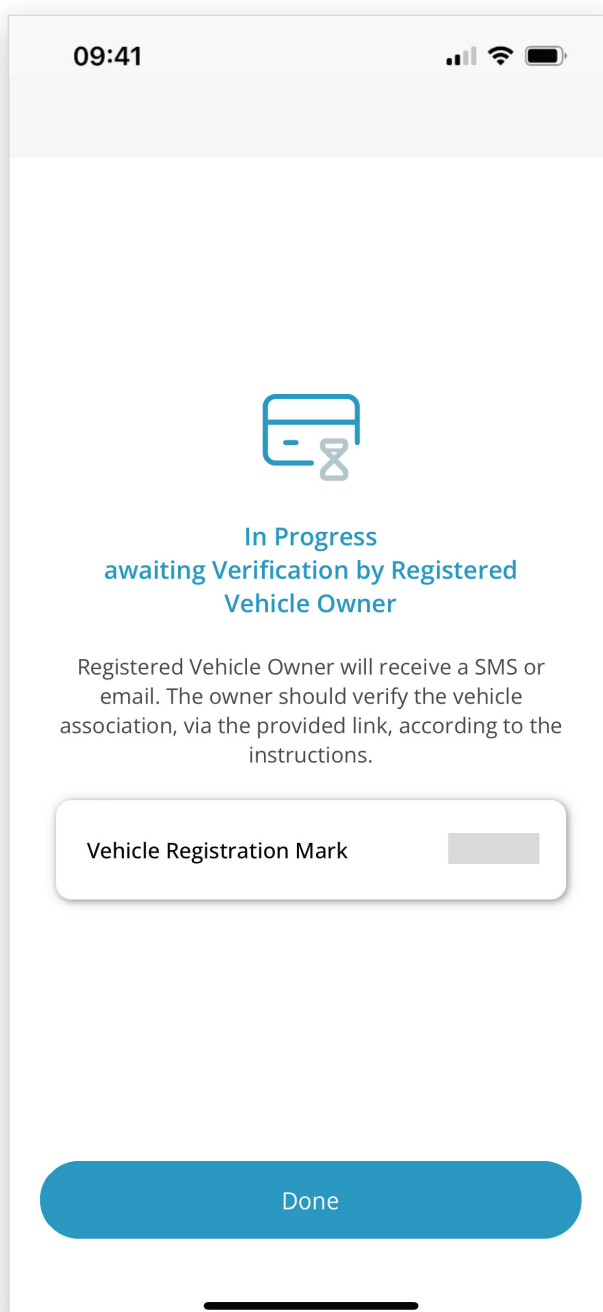 09:41
In Progress
awaiting Verification by Registered
Vehicle Owner
Registered Vehicle Owner will receive a SMS or
email. The owner should verify the vehicle
association, via the provided link, according to the
instructions.
Vehicle Registration Mark
Done